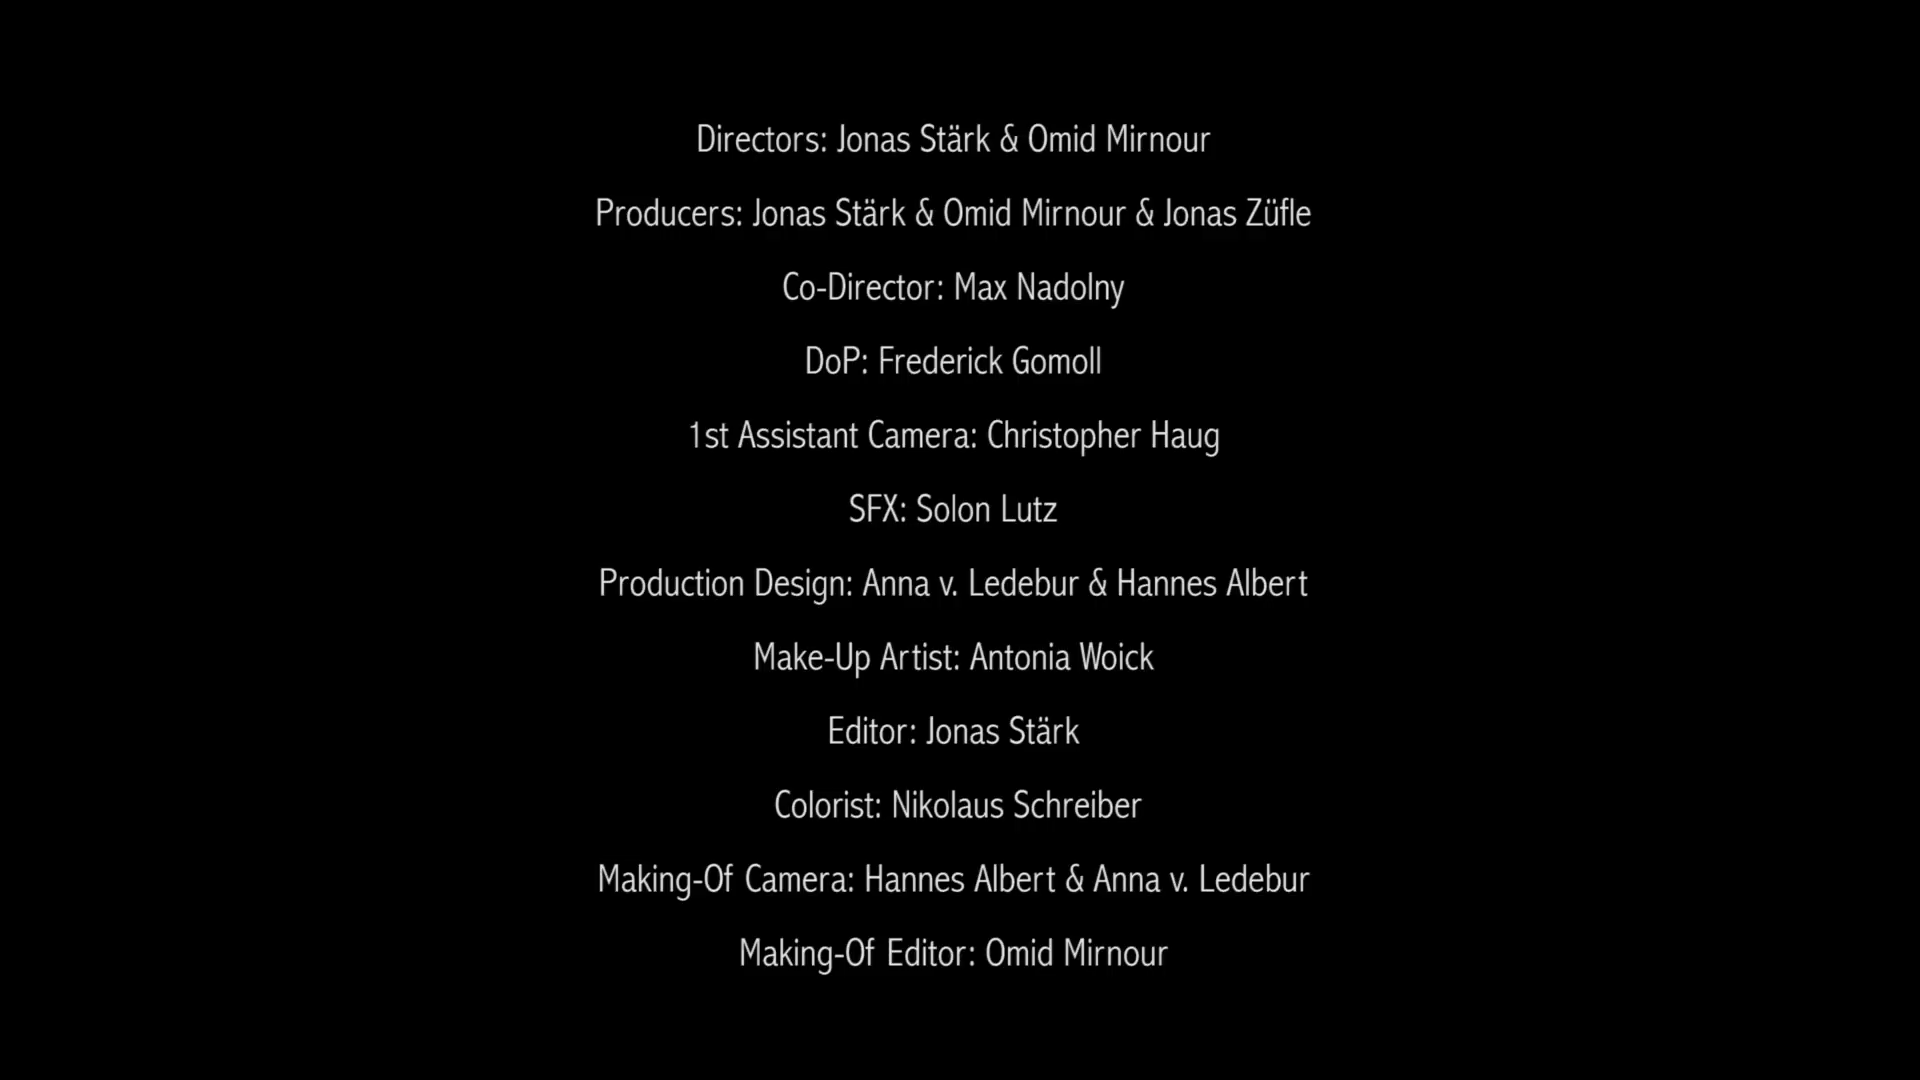 Directors: Jonas Stärk & Omid Mirnour
Producers: Jonas Stärk & Omid Mirnour & Jonas Züfle
Co-Director: Max Nadolny
DoP: Frederick Gomoll
1st Assistant Camera: Christopher Haug
SFX: Solon Lutz
Production Design: Anna v. Ledebur & Hannes Albert
Make-Up Artist: Antonia Woick
Editor: Jonas Stärk
Colorist: Nikolaus Schreiber
Making-Of Camera: Hannes Albert & Anna v. Ledebur
Making-Of Editor: Omid Mirnour